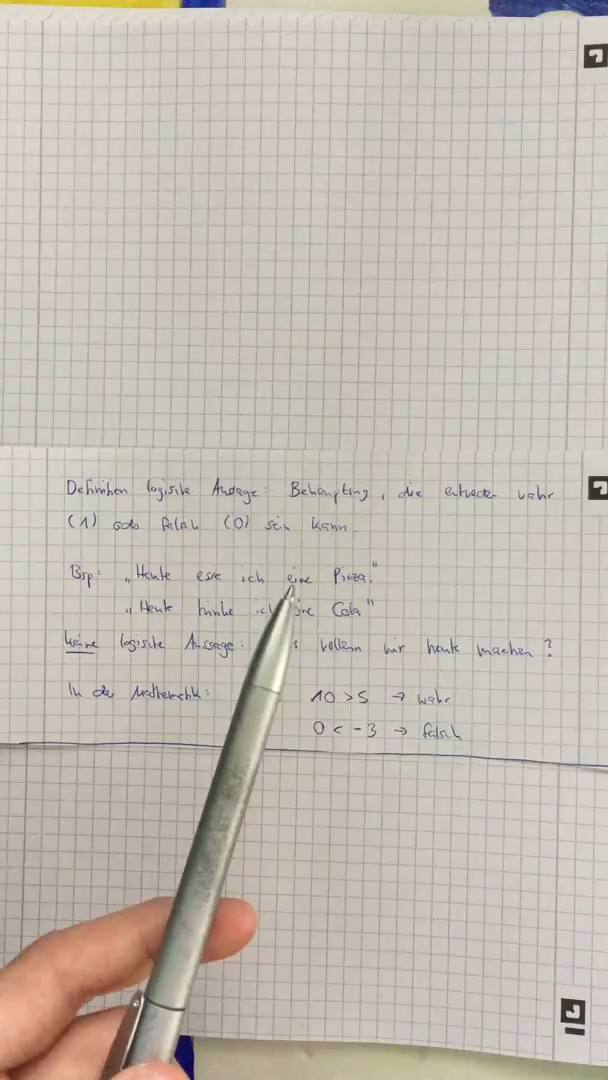 Definition logische Aussage: Behauptung, die entweder wahr
(1) oder falsch (0) sein kann.
Bsp: „Heute esse ich eine Pizza."
„Heute trinke ich eine Cola"
keine logische Aussage: wollen wir heute machen?
In der Mathematik: 10 > 5 → wahr
0 < -3 → falsch